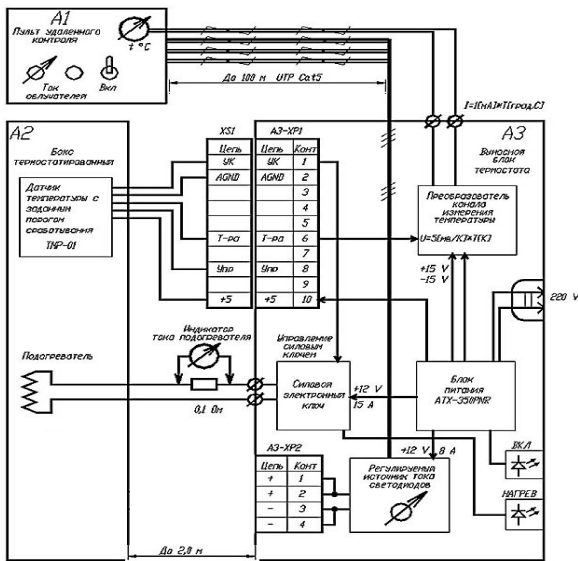 A1
Пульт удаленного
контроля
t °C
Ток
облучателей
Вкл
До 100 м UTP Cat5
I=1[мА]*T[град.C]
A2
Бокс
термостатированный
XS1
A3-XP1
A3
Выносной
блок
термостата
Цепь
Цепь
Конт
УК
УК
1
AGND
AGND
2
3
4
5
Т-ра
Т-ра
6
7
Упр
Упр
8
9
+5
+5
10
Датчик
температуры с
заданным
порогом
срабатывания
TMP-01
Преобразователь
канала
измерения
температуры
U=5[мв/K]*T[K]
+15 V
-15 V
220 V
Индикатор
тока подогревателя
Управление
силовым
ключем
Подогреватель
0,1 Ом
Силовой
электронный
ключ
+12 V
15 A
Блок
питания
ATX-350PNR
+12 V 8 A
ВКЛ
НАГРЕВ
A3-XP2
Цепь
Конт
+
1
+
2
-
3
-
4
Регулируемый
источник тока
светодиодов
До 2,0 м